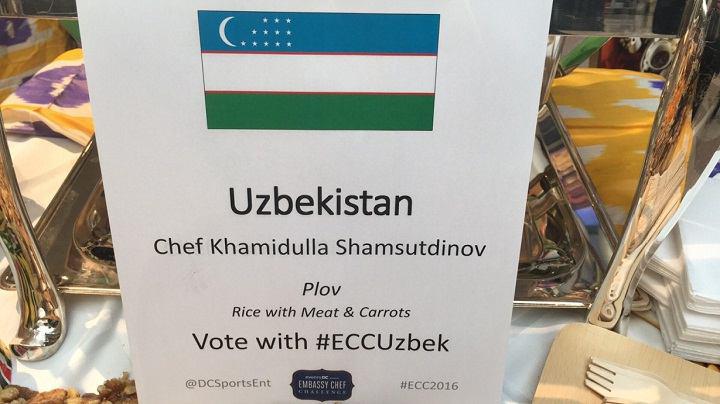 Uzbekistan
Chef Khamidulla Shamsutdinov
Plov
Rice with Meat & Carrots
Vote with #ECCUzbek
@DCSportsEnt
EMBASSY CHEF
CHALLENGE
#ECC2016